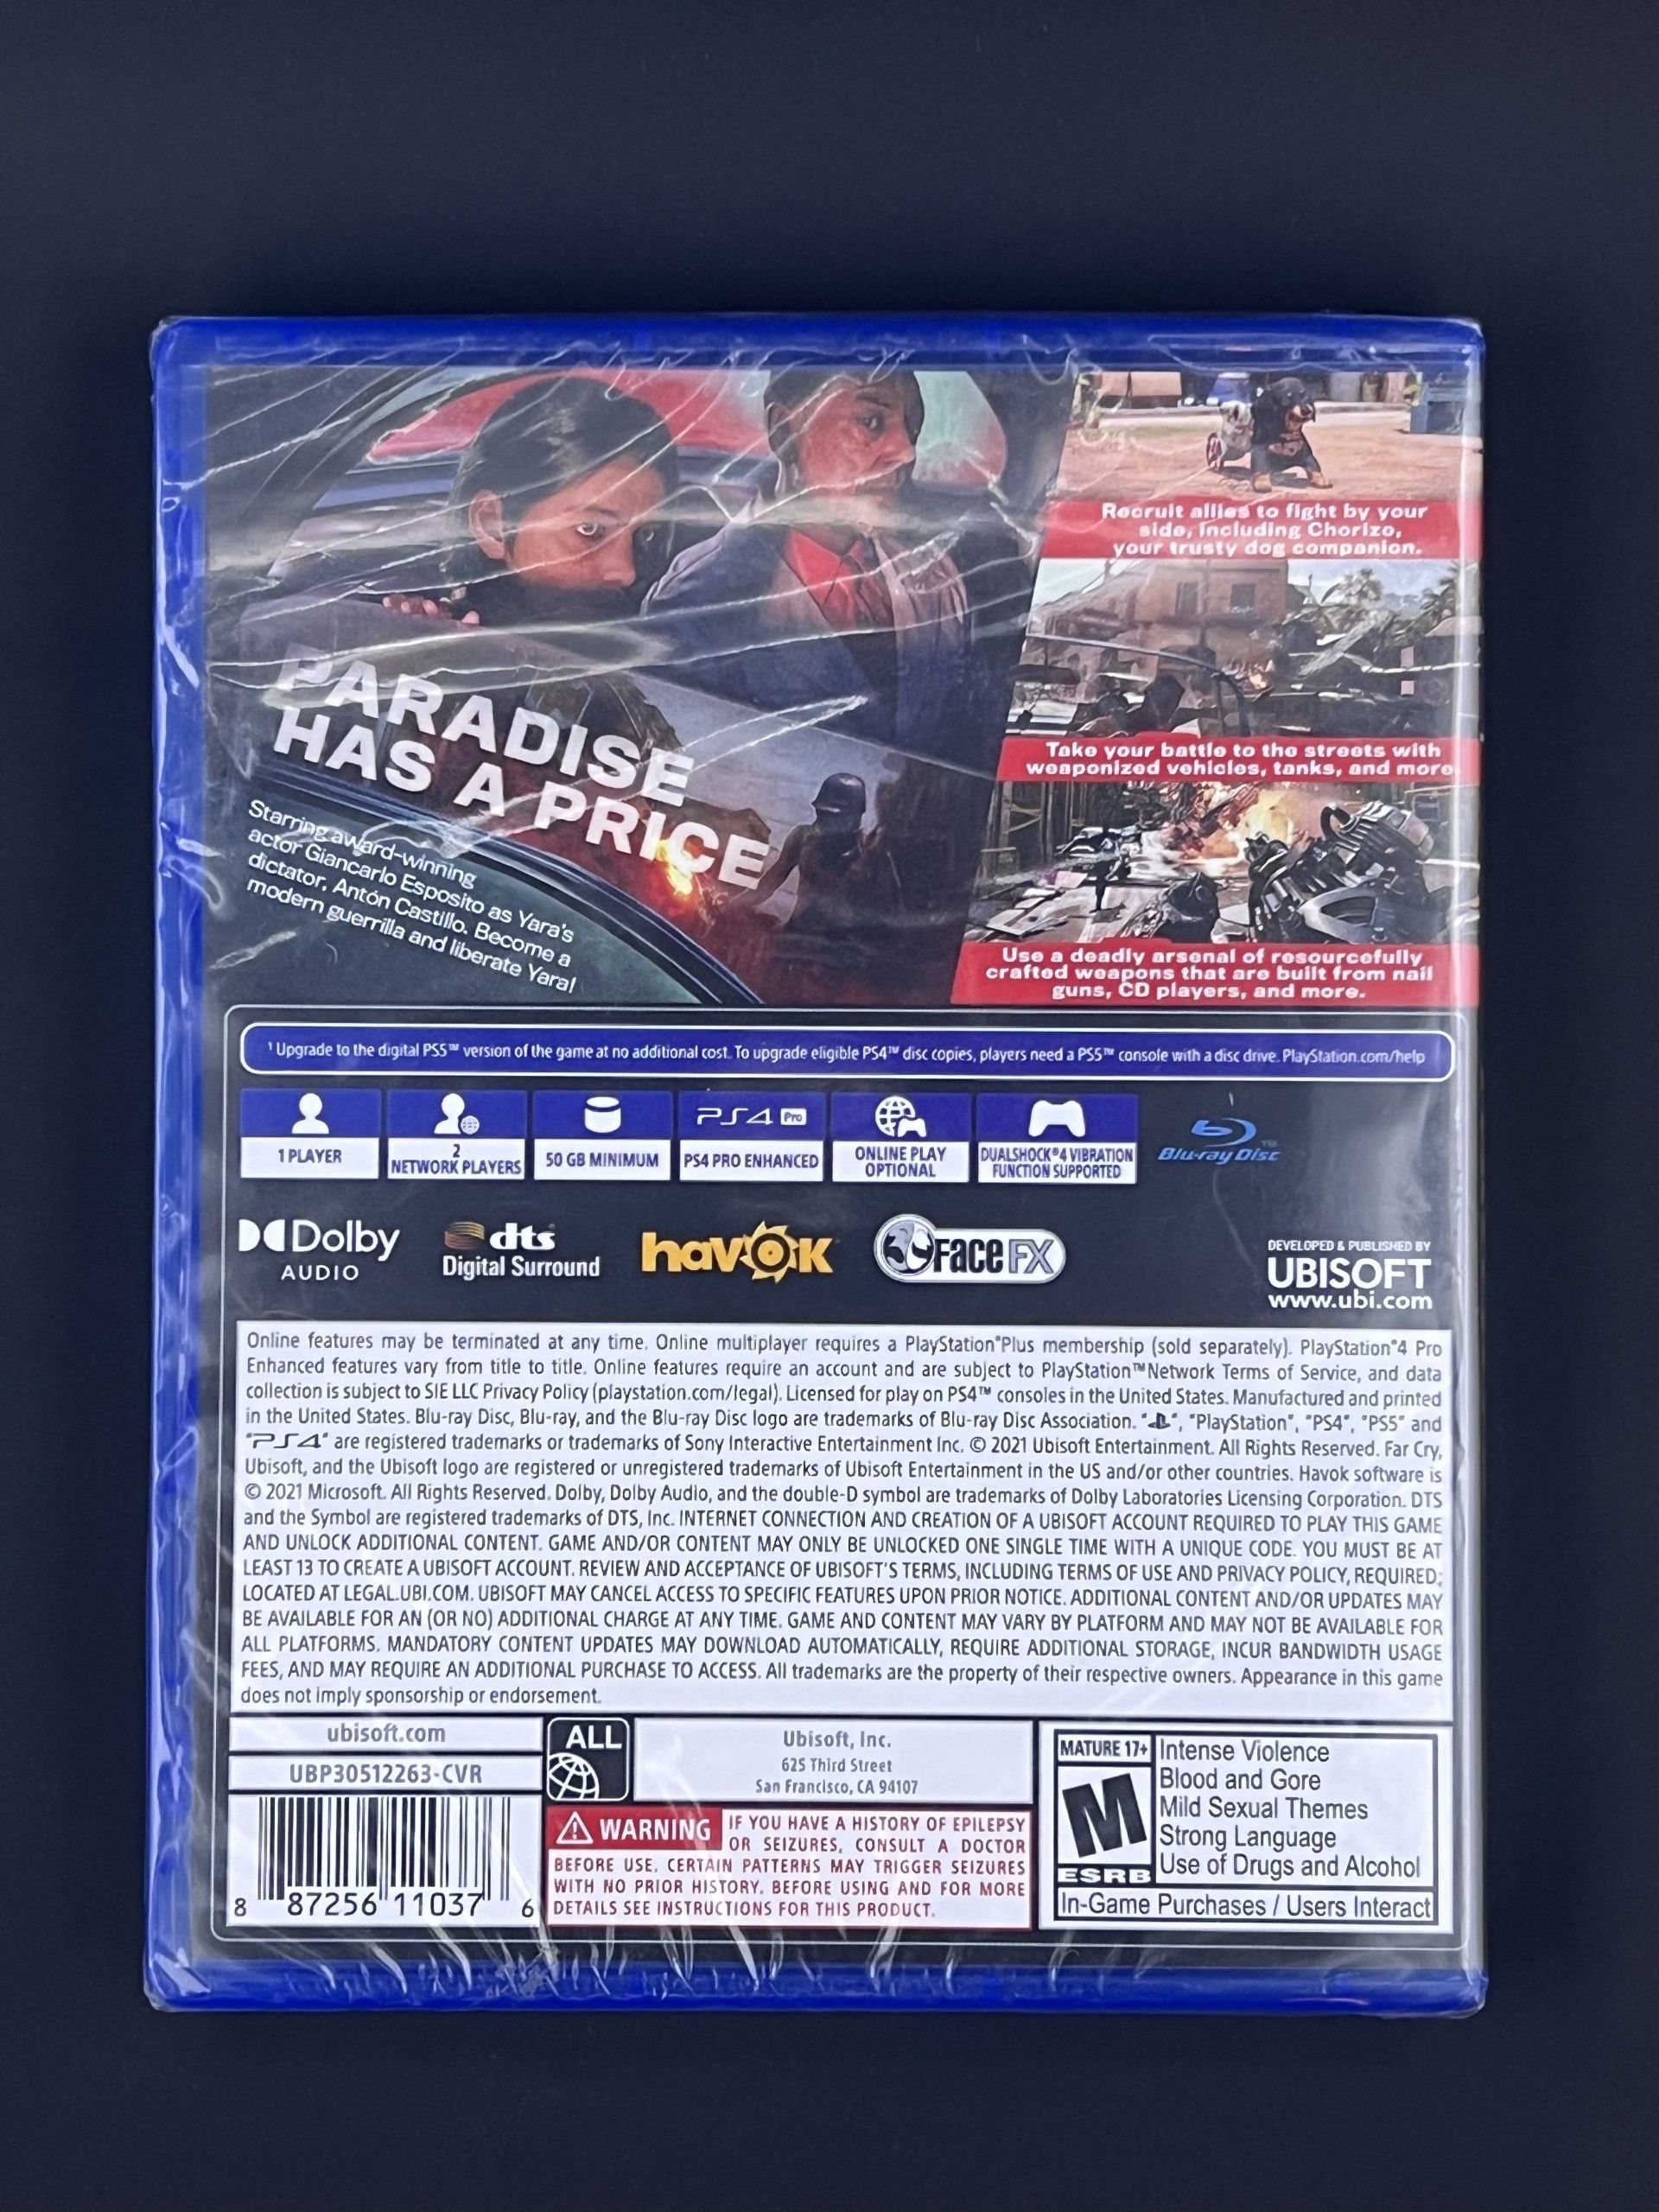 PARADISE
HAS A PRICE
Starring award-winning
actor Giancarlo Esposito as Yara's
dictator, Antón Castillo. Become a
modern guerrilla and liberate Yara!
Recruit allies to fight by your
side, including Chorizo,
your trusty dog companion.
Take your battle to the streets with
weaponized vehicles, tanks, and more.
Use a deadly arsenal of resourcefully
crafted weapons that are built from nail
guns, CD players, and more.
¹ Upgrade to the digital PS5™ version of the game at no additional cost. To upgrade eligible PS4™ disc copies, players need a PS5™ console with a disc drive. PlayStation.com/help
1 PLAYER
2
NETWORK PLAYERS
50 GB MINIMUM
PS4 Pro
PS4 PRO ENHANCED
ONLINE PLAY
OPTIONAL
DUALSHOCK®4 VIBRATION
FUNCTION SUPPORTED
Blu-ray Disc™
Dolby
AUDIO
dts
Digital Surround
havok
FaceFX
DEVELOPED & PUBLISHED BY
UBISOFT
www.ubi.com
Online features may be terminated at any time. Online multiplayer requires a PlayStation®Plus membership (sold separately). PlayStation®4 Pro
Enhanced features vary from title to title. Online features require an account and are subject to PlayStation™Network Terms of Service, and data
collection is subject to SIE LLC Privacy Policy (playstation.com/legal). Licensed for play on PS4™ consoles in the United States. Manufactured and printed
in the United States. Blu-ray Disc, Blu-ray, and the Blu-ray Disc logo are trademarks of Blu-ray Disc Association. "PS", "PlayStation", "PS4", "PS5" and
"PS4" are registered trademarks or trademarks of Sony Interactive Entertainment Inc. © 2021 Ubisoft Entertainment. All Rights Reserved. Far Cry,
Ubisoft, and the Ubisoft logo are registered or unregistered trademarks of Ubisoft Entertainment in the US and/or other countries. Havok software is
© 2021 Microsoft. All Rights Reserved. Dolby, Dolby Audio, and the double-D symbol are trademarks of Dolby Laboratories Licensing Corporation. DTS
and the Symbol are registered trademarks of DTS, Inc. INTERNET CONNECTION AND CREATION OF A UBISOFT ACCOUNT REQUIRED TO PLAY THIS GAME
AND UNLOCK ADDITIONAL CONTENT. GAME AND/OR CONTENT MAY ONLY BE UNLOCKED ONE SINGLE TIME WITH A UNIQUE CODE. YOU MUST BE AT
LEAST 13 TO CREATE A UBISOFT ACCOUNT. REVIEW AND ACCEPTANCE OF UBISOFT'S TERMS, INCLUDING TERMS OF USE AND PRIVACY POLICY, REQUIRED;
LOCATED AT LEGAL.UBI.COM. UBISOFT MAY CANCEL ACCESS TO SPECIFIC FEATURES UPON PRIOR NOTICE. ADDITIONAL CONTENT AND/OR UPDATES MAY
BE AVAILABLE FOR AN (OR NO) ADDITIONAL CHARGE AT ANY TIME. GAME AND CONTENT MAY VARY BY PLATFORM AND MAY NOT BE AVAILABLE FOR
ALL PLATFORMS. MANDATORY CONTENT UPDATES MAY DOWNLOAD AUTOMATICALLY, REQUIRE ADDITIONAL STORAGE, INCUR BANDWIDTH USAGE
FEES, AND MAY REQUIRE AN ADDITIONAL PURCHASE TO ACCESS. All trademarks are the property of their respective owners. Appearance in this game
does not imply sponsorship or endorsement.
ubisoft.com
UBP30512263-CVR
8 87256 11037 6
ALL
Ubisoft, Inc.
625 Third Street
San Francisco, CA 94107
WARNING IF YOU HAVE A HISTORY OF EPILEPSY
OR SEIZURES, CONSULT A DOCTOR
BEFORE USE. CERTAIN PATTERNS MAY TRIGGER SEIZURES
WITH NO PRIOR HISTORY. BEFORE USING AND FOR MORE
DETAILS SEE INSTRUCTIONS FOR THIS PRODUCT.
MATURE 17+
M
ESRB
Intense Violence
Blood and Gore
Mild Sexual Themes
Strong Language
Use of Drugs and Alcohol
In-Game Purchases / Users Interact